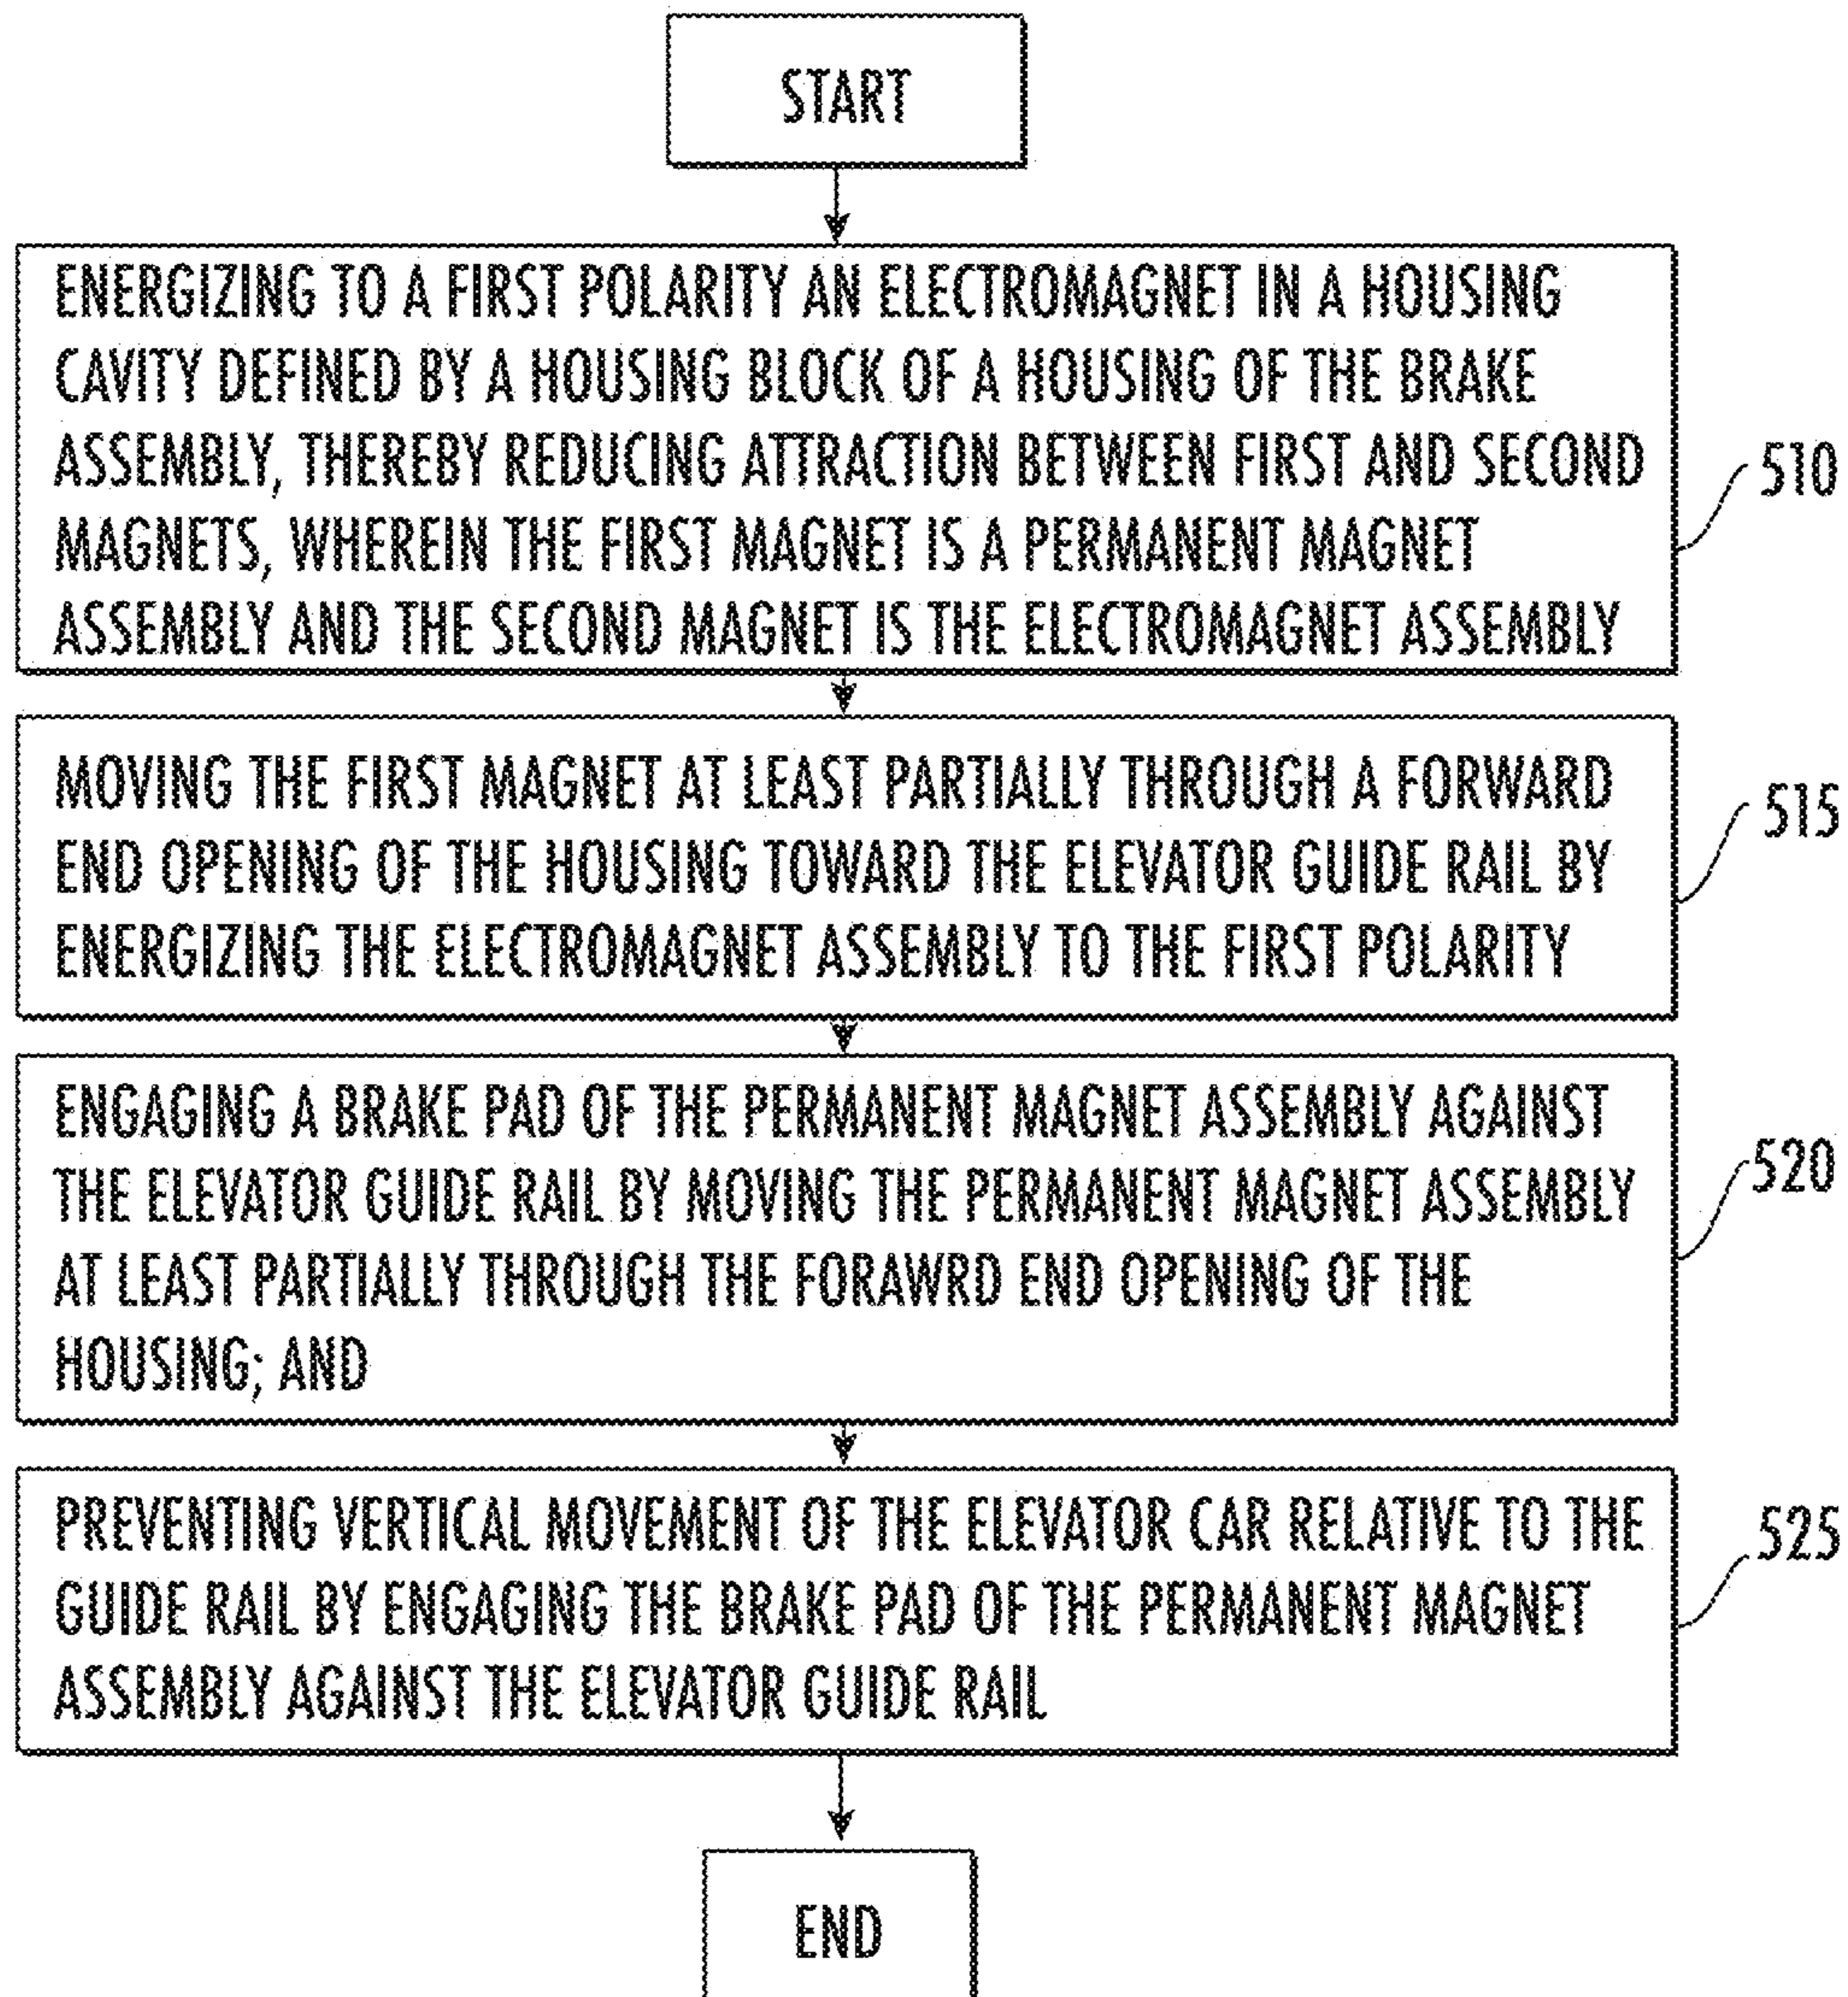 START
ENERGIZING TO A FIRST POLARITY AN ELECTROMAGNET IN A HOUSING
CAVITY DEFINED BY A HOUSING BLOCK OF A HOUSING OF THE BRAKE
ASSEMBLY, THEREBY REDUCING ATTRACTION BETWEEN FIRST AND SECOND
MAGNETS, WHEREIN THE FIRST MAGNET IS A PERMANENT MAGNET
ASSEMBLY AND THE SECOND MAGNET IS THE ELECTROMAGNET ASSEMBLY
510
MOVING THE FIRST MAGNET AT LEAST PARTIALLY THROUGH A FORWARD
END OPENING OF THE HOUSING TOWARD THE ELEVATOR GUIDE RAIL BY
ENERGIZING THE ELECTROMAGNET ASSEMBLY TO THE FIRST POLARITY
515
ENGAGING A BRAKE PAD OF THE PERMANENT MAGNET ASSEMBLY AGAINST
THE ELEVATOR GUIDE RAIL BY MOVING THE PERMANENT MAGNET ASSEMBLY
AT LEAST PARTIALLY THROUGH THE FORAWRD END OPENING OF THE
HOUSING; AND
520
PREVENTING VERTICAL MOVEMENT OF THE ELEVATOR CAR RELATIVE TO THE
GUIDE RAIL BY ENGAGING THE BRAKE PAD OF THE PERMANENT MAGNET
ASSEMBLY AGAINST THE ELEVATOR GUIDE RAIL
525
END